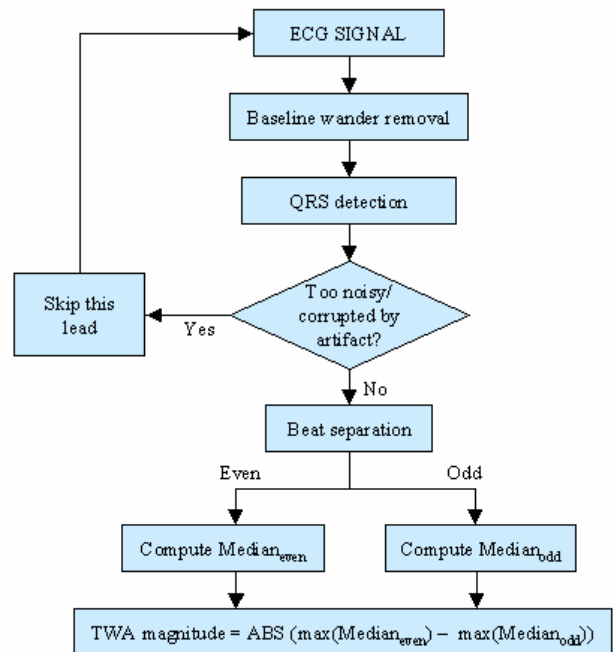 ECG SIGNAL
Baseline wander removal
QRS detection
Too noisy/
corrupted by
artifact?
Skip this
lead
Yes
No
Beat separation
Even
Odd
Compute Median_even
Compute Median_odd
TWA magnitude = ABS (max(Median_even) – max(Median_odd))